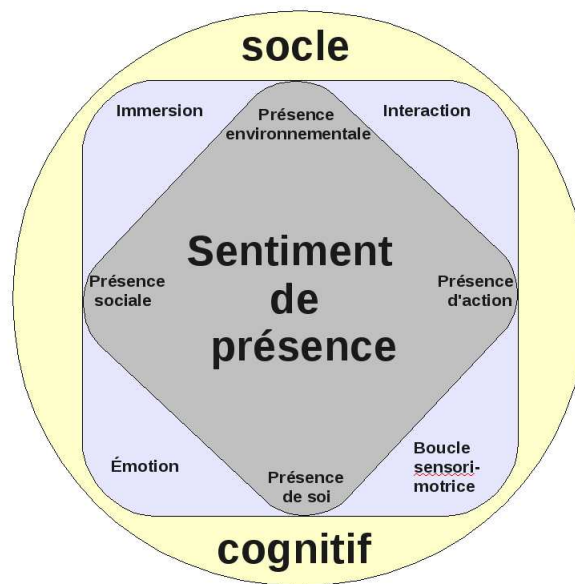 socle
Immersion
Interaction
Présence
environnementale
Sentiment
de
présence
Présence
sociale
Présence
d'action
Émotion
Boucle
sensori-
motrice
Présence
de soi
cognitif